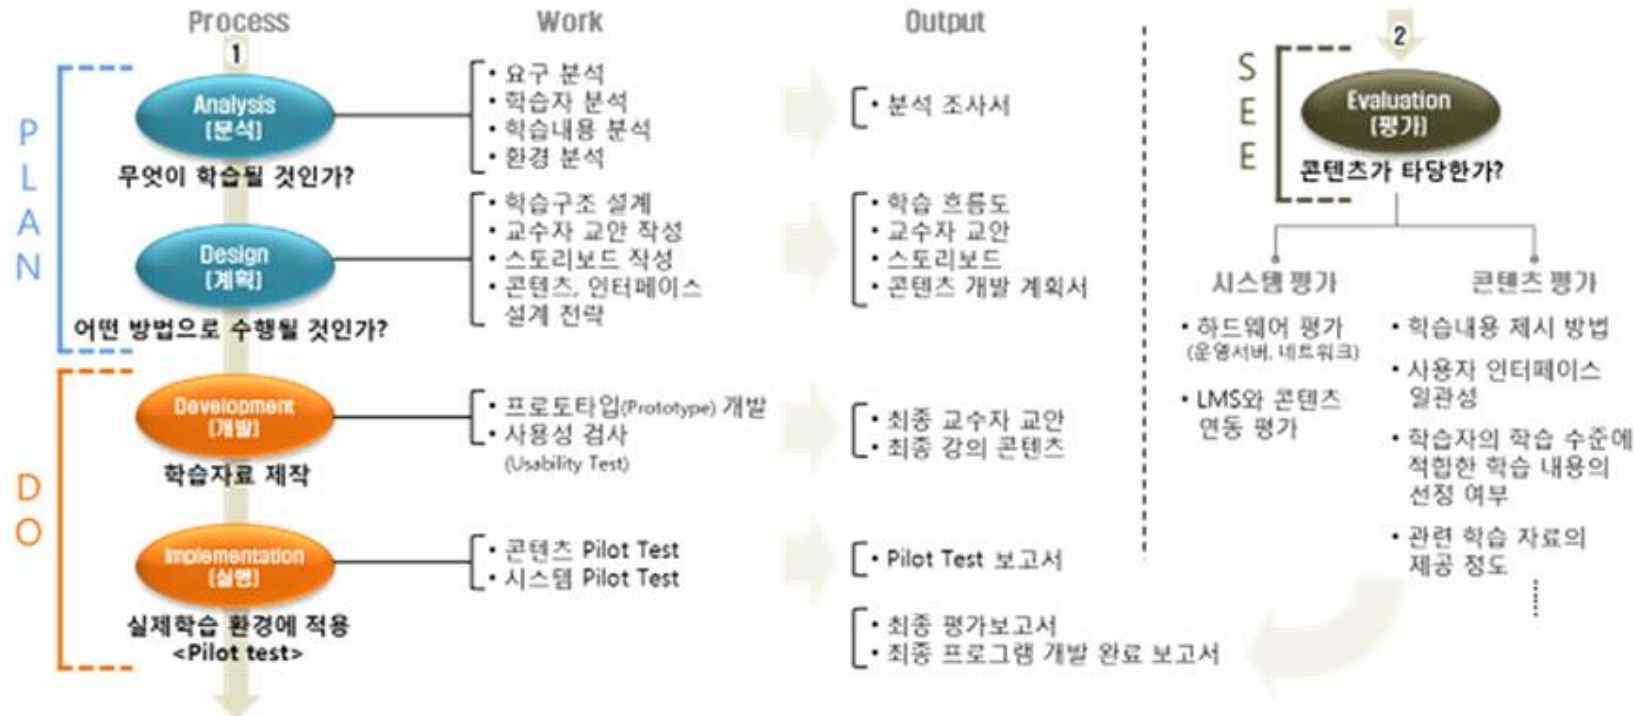 Process
Work
Output
1
PLAN
Analysis
(분석)
무엇이 학습될 것인가?
• 요구 분석
• 학습자 분석
• 학습내용 분석
• 환경 분석
• 분석 조사서
Design
(계획)
어떤 방법으로 수행될 것인가?
• 학습구조 설계
• 교수자 교안 작성
• 스토리보드 작성
• 콘텐츠, 인터페이스
설계 전략
• 학습 흐름도
• 교수자 교안
• 스토리보드
• 콘텐츠 개발 계획서
DO
Development
(개발)
학습자료 제작
• 프로토타입(Prototype) 개발
• 사용성 검사
(Usability Test)
• 최종 교수자 교안
• 최종 강의 콘텐츠
Implementation
(실행)
실제학습 환경에 적용
<Pilot test>
• 콘텐츠 Pilot Test
• 시스템 Pilot Test
• Pilot Test 보고서
• 최종 평가보고서
• 최종 프로그램 개발 완료 보고서
2
SEE
Evaluation
(평가)
콘텐츠가 타당한가?
시스템 평가
• 하드웨어 평가
(운영서버, 네트워크)
• LMS와 콘텐츠
연동 평가
콘텐츠 평가
• 학습내용 제시 방법
• 사용자 인터페이스
일관성
• 학습자의 학습 수준에
적합한 학습 내용의
선정 여부
• 관련 학습 자료의
제공 정도